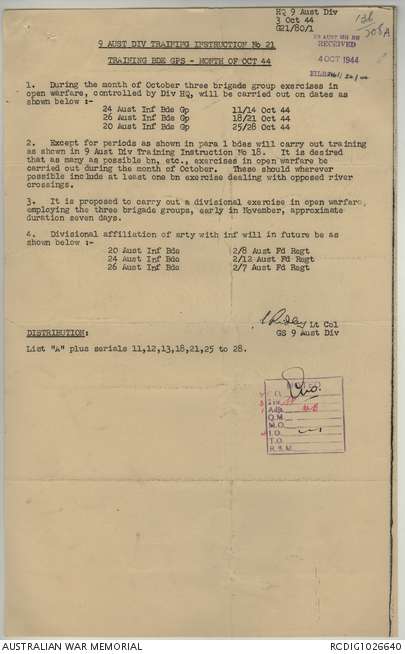 HQ 9 Aust Div
3 Oct 44
G21/80/1
RECEIVED
4 OCT 1944
9 AUST DIV TRAINING INSTRUCTION No 21
TRAINING BDE GPS - MONTH OF OCT 44
1. During the month of October three brigade group exercises in
open warfare, controlled by Div HQ, will be carried out on dates as
shown below :-
24 Aust Inf Bde Gp 11/14 Oct 44
26 Aust Inf Bde Gp 18/21 Oct 44
20 Aust Inf Bde Gp 25/28 Oct 44
2. Except for periods as shown in para 1 bdes will carry out training
as shown in 9 Aust Div Training Instruction No 18. It is desired
that as many as possible bn, etc., exercises in open warfare be
carried out during the month of October. These should wherever
possible include at least one bn exercise dealing with opposed river
crossings.
3. It is proposed to carry out a divisional exercise in open warfare,
employing the three brigade groups, early in November, approximate
duration seven days.
4. Divisional affiliation of arty with inf will in future be as
shown below :-
20 Aust Inf Bde 2/8 Aust Fd Regt
24 Aust Inf Bde 2/12 Aust Fd Regt
26 Aust Inf Bde 2/7 Aust Fd Regt
Lt Col
GS 9 Aust Div
DISTRIBUTION:
List "A" plus serials 11,12,13,18,21,25 to 28.
NOTED
C.O.
2 i/c
Adjt
Q.M.
M.O.
I.O.
T.O.
R.S.M.
AUSTRALIAN WAR MEMORIAL
RCDIG1026640